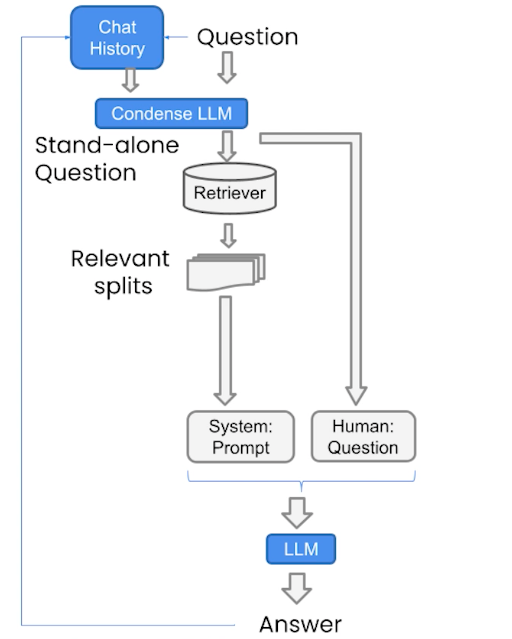 Chat
History
Question
Condense LLM
Stand-alone
Question
Retriever
Relevant
splits
System:
Prompt
Human:
Question
LLM
Answer